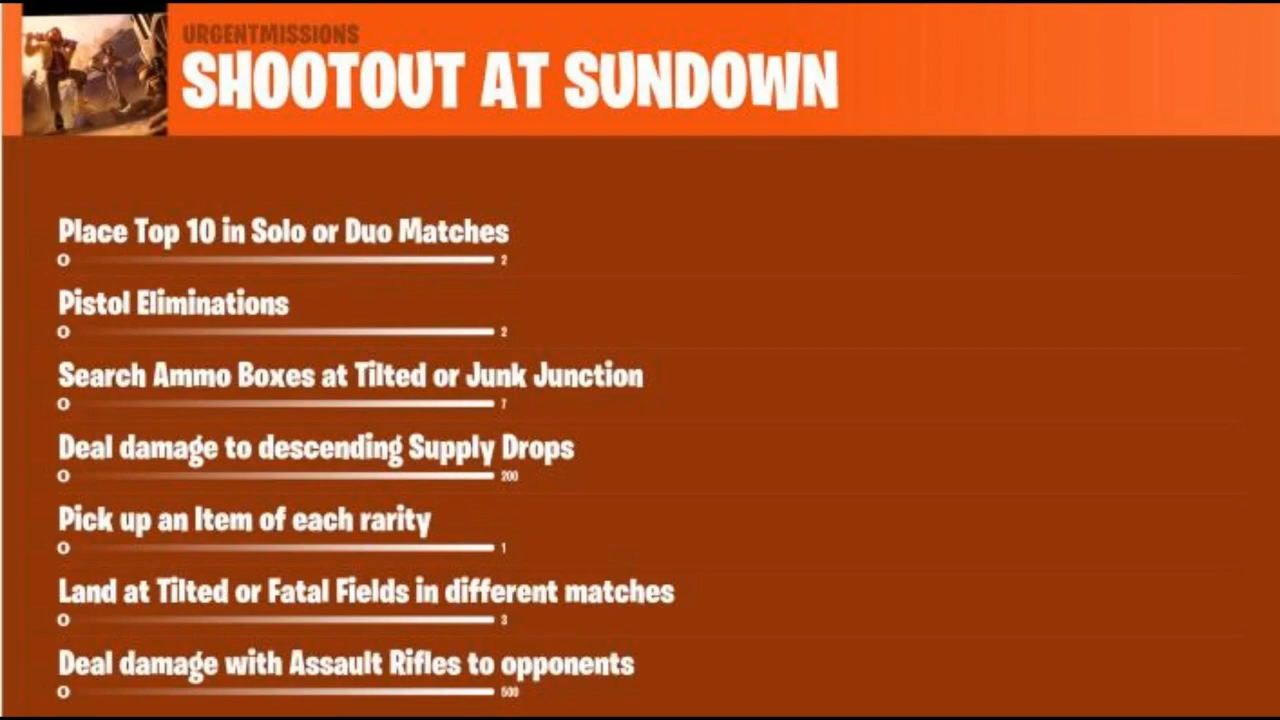 URGENTMISSIONS
SHOOTOUT AT SUNDOWN
Place Top 10 in Solo or Duo Matches
0 2
Pistol Eliminations
0 2
Search Ammo Boxes at Tilted or Junk Junction
0 7
Deal damage to descending Supply Drops
0 200
Pick up an Item of each rarity
0 1
Land at Tilted or Fatal Fields in different matches
0 3
Deal damage with Assault Rifles to opponents
0 500